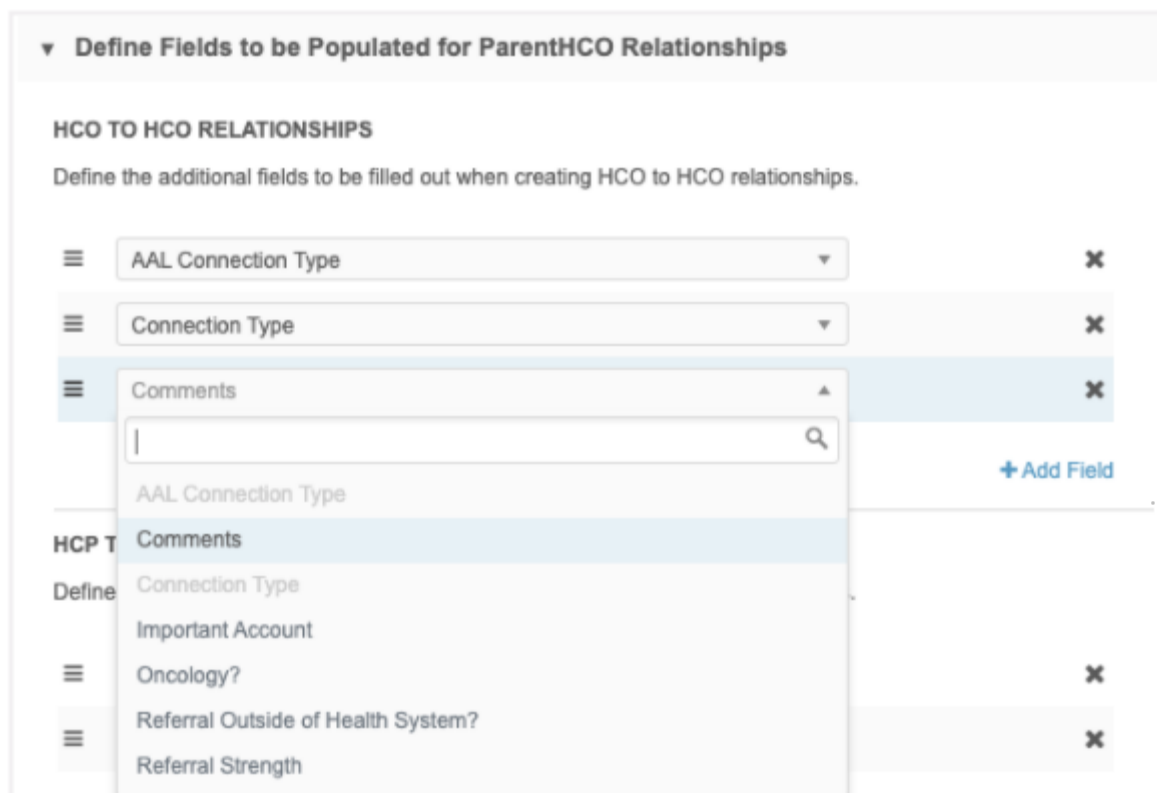 Define Fields to be Populated for ParentHCO Relationships
HCO TO HCO RELATIONSHIPS
Define the additional fields to be filled out when creating HCO to HCO relationships.
AAL Connection Type
Connection Type
Comments
+ Add Field
AAL Connection Type
HCP T
Comments
Define
Connection Type
Important Account
Oncology?
Referral Outside of Health System?
Referral Strength